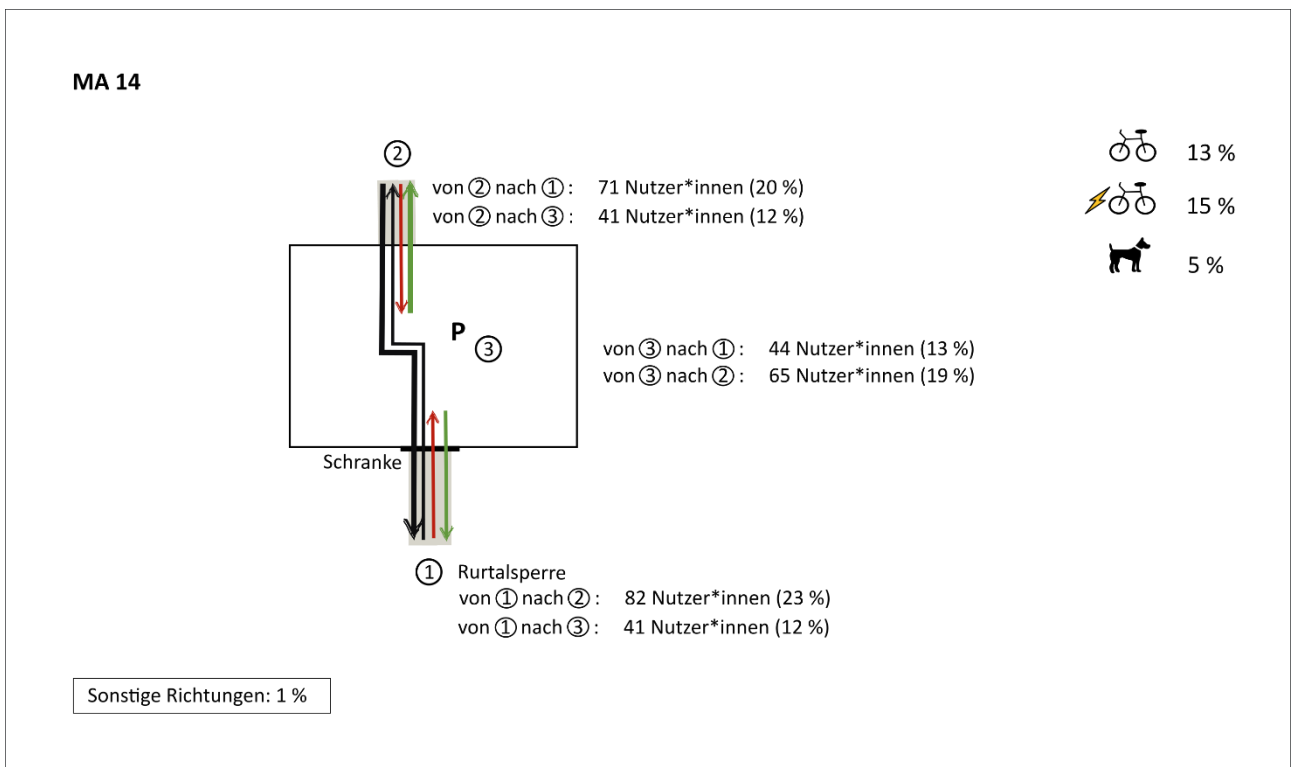 MA 14
②
von ② nach ① : 71 Nutzer*innen (20 %)
von ② nach ③ : 41 Nutzer*innen (12 %)
13 %
15 %
5 %
P ③
von ③ nach ① : 44 Nutzer*innen (13 %)
von ③ nach ② : 65 Nutzer*innen (19 %)
Schranke
① Rurtalsperre
von ① nach ② : 82 Nutzer*innen (23 %)
von ① nach ③ : 41 Nutzer*innen (12 %)
Sonstige Richtungen: 1 %